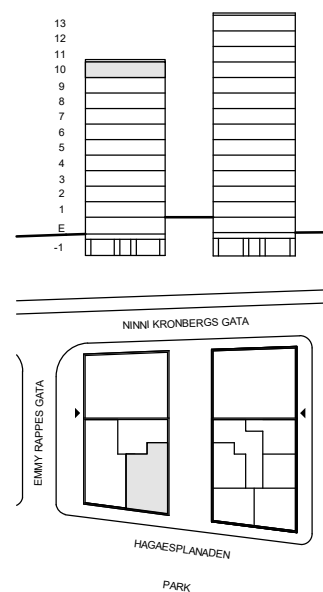 13
12
11
10
9
8
7
6
5
4
3
2
1
E
-1
NINNI KRONBERGS GATA
EMMY RAPPES GATA
HAGAESPLANADEN
PARK